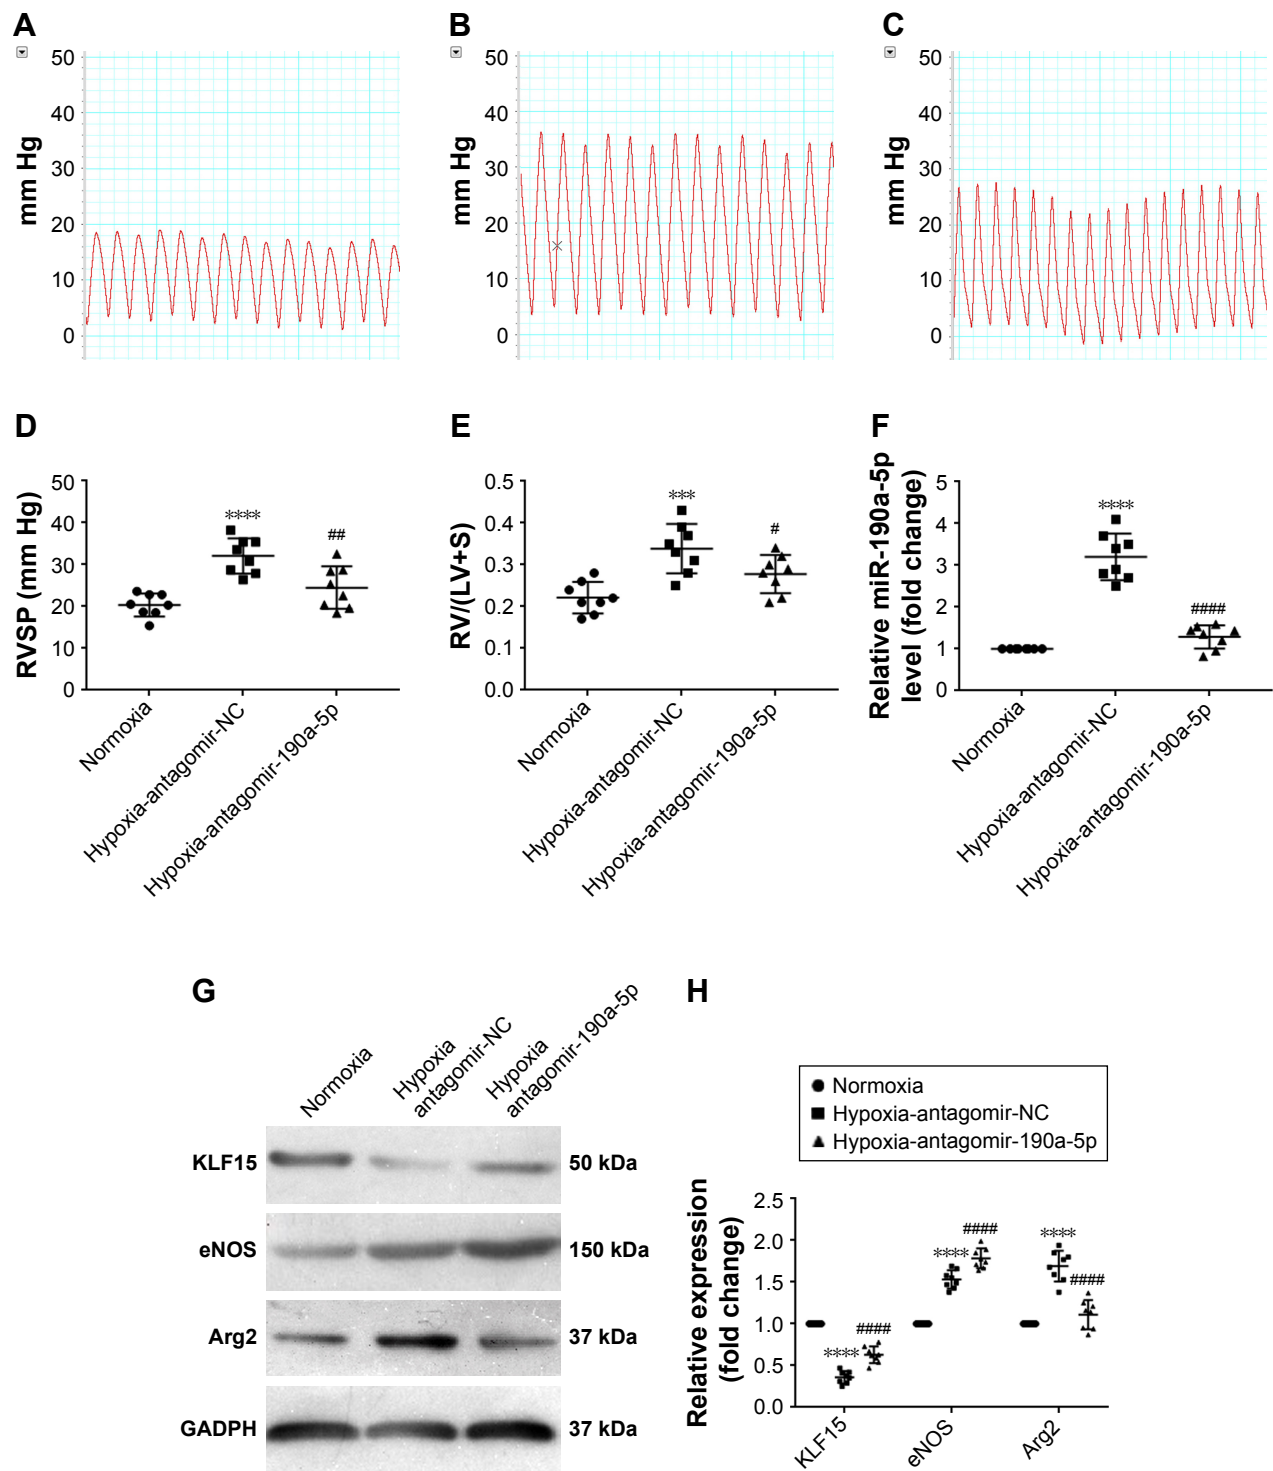 A
B
C
50
40
30
20
10
0
mm Hg
50
40
30
20
10
0
mm Hg
50
40
30
20
10
0
mm Hg
D
E
F
RVSP (mm Hg)
50
40
30
20
10
0
****
##
Normoxia
Hypoxia-antagomir-NC
Hypoxia-antagomir-190a-5p
RV/(LV+S)
0.5
0.4
0.3
0.2
0.1
0.0
***
#
Normoxia
Hypoxia-antagomir-NC
Hypoxia-antagomir-190a-5p
Relative miR-190a-5p
level (fold change)
5
4
3
2
1
0
****
####
Normoxia
Hypoxia-antagomir-NC
Hypoxia-antagomir-190a-5p
G
Normoxia
Hypoxia
antagomir-NC
Hypoxia
antagomir-190a-5p
KLF15
50 kDa
eNOS
150 kDa
Arg2
37 kDa
GADPH
37 kDa
H
Normoxia
Hypoxia-antagomir-NC
Hypoxia-antagomir-190a-5p
Relative expression
(fold change)
2.5
2.0
1.5
1.0
0.5
0.0
****
####
****
####
****
####
KLF15
eNOS
Arg2